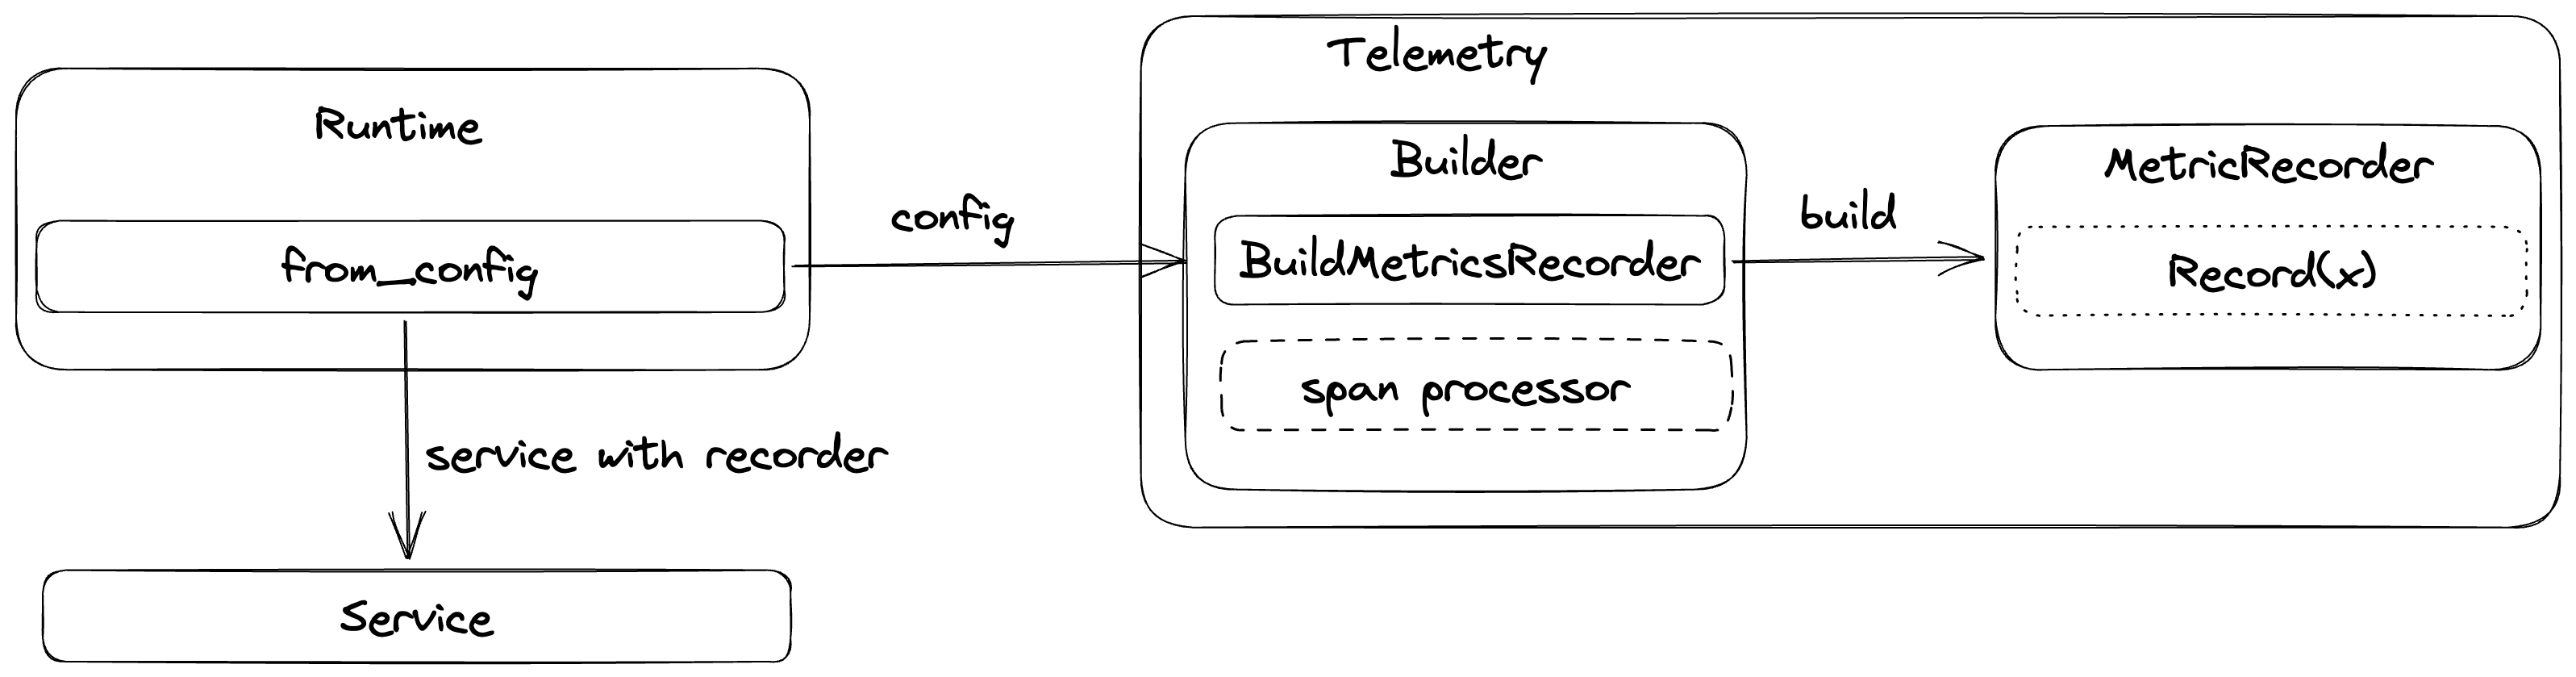 Telemetry
Runtime
Builder
MetricRecorder
config
build
from_config
BuildMetricsRecorder
Record(x)
span processor
service with recorder
Service